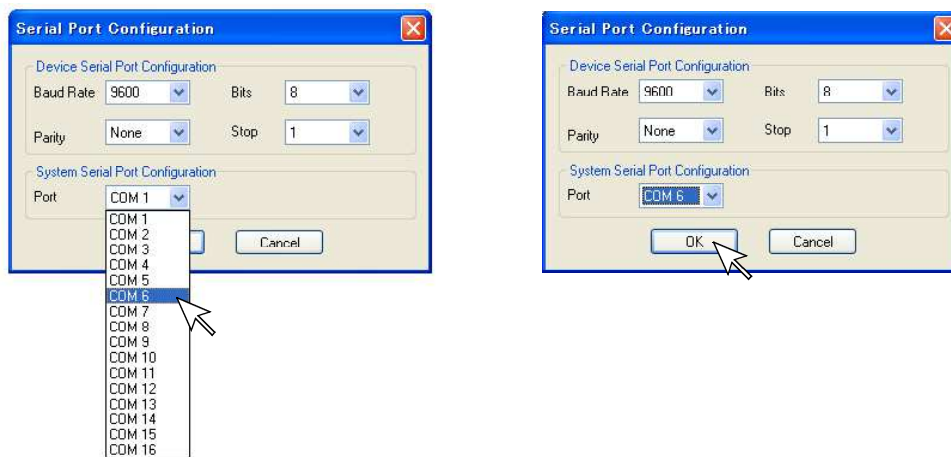 Serial Port Configuration
Device Serial Port Configuration
Baud Rate 9600 Bits 8
Parity None Stop 1
System Serial Port Configuration
Port COM 1
COM 1
COM 2
COM 3
COM 4
COM 5
COM 6
COM 7
COM 8
COM 9
COM 10
COM 11
COM 12
COM 13
COM 14
COM 15
COM 16
Cancel
Serial Port Configuration
Device Serial Port Configuration
Baud Rate 9600 Bits 8
Parity None Stop 1
System Serial Port Configuration
Port COM 6
OK Cancel